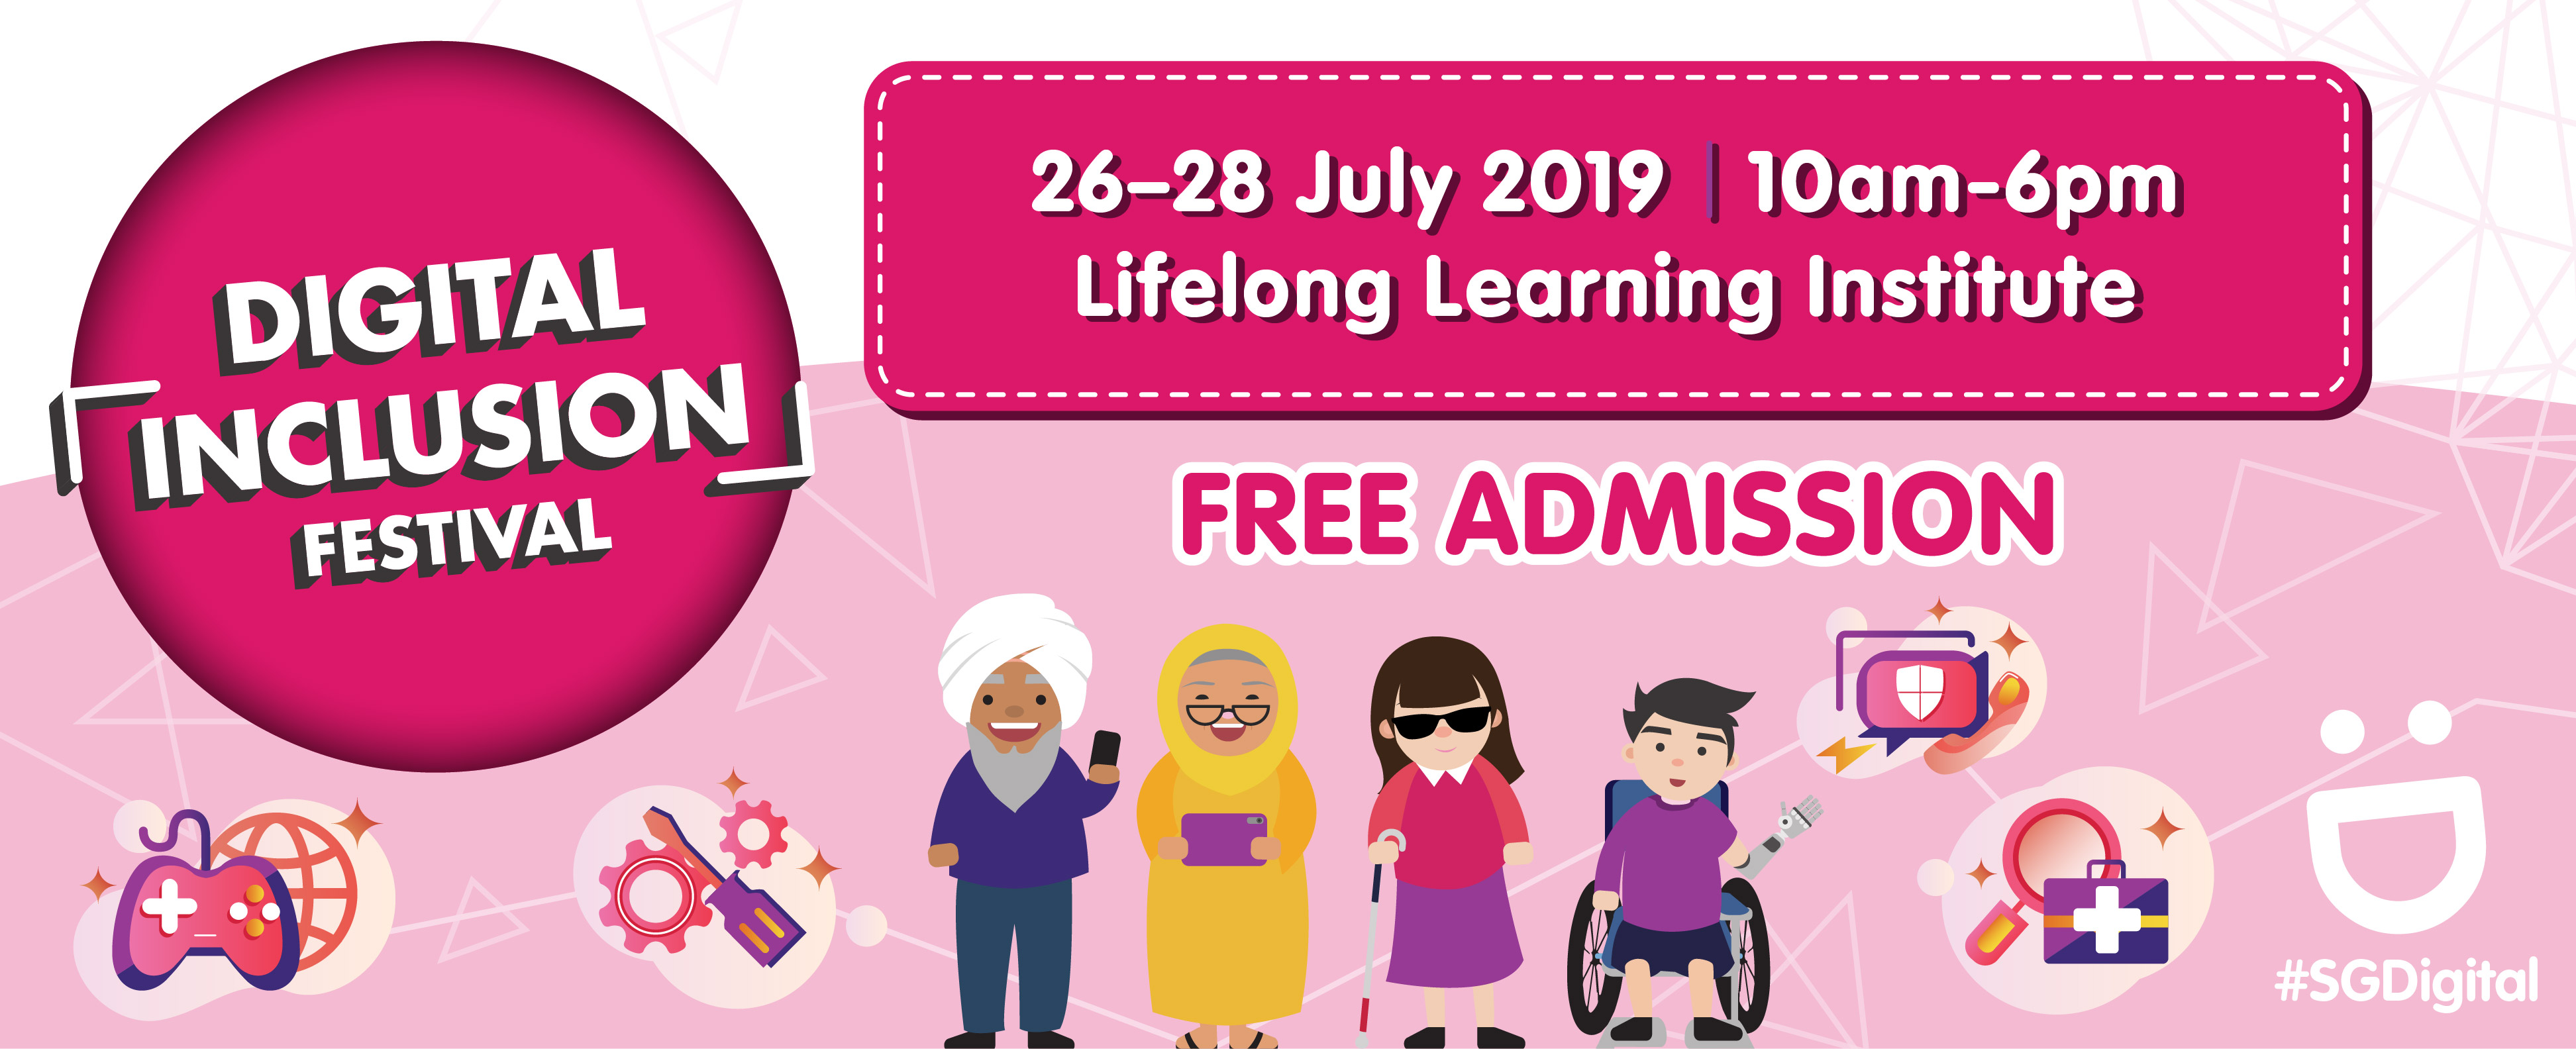 DIGITAL
INCLUSION
FESTIVAL
26–28 July 2019 | 10am–6pm
Lifelong Learning Institute
FREE ADMISSION
#SGDigital